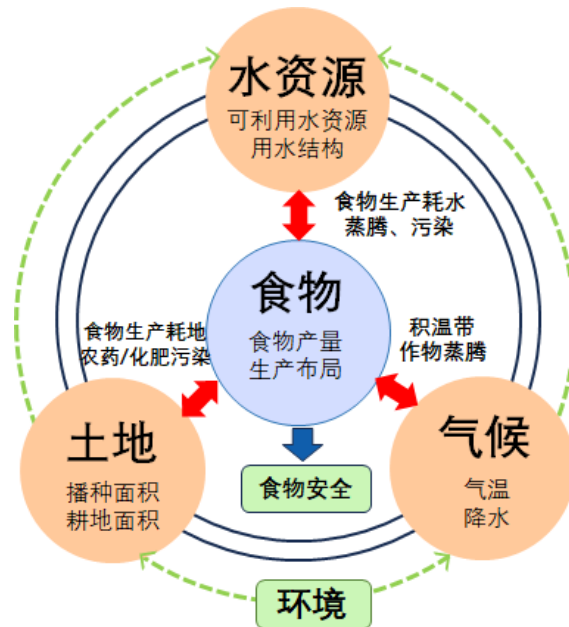 水资源
可利用水资源
用水结构
食物生产耗水
蒸腾、污染
食物
食物产量
生产布局
食物生产耗地
农药/化肥污染
积温带
作物蒸腾
土地
播种面积
耕地面积
气候
气温
降水
食物安全
环境